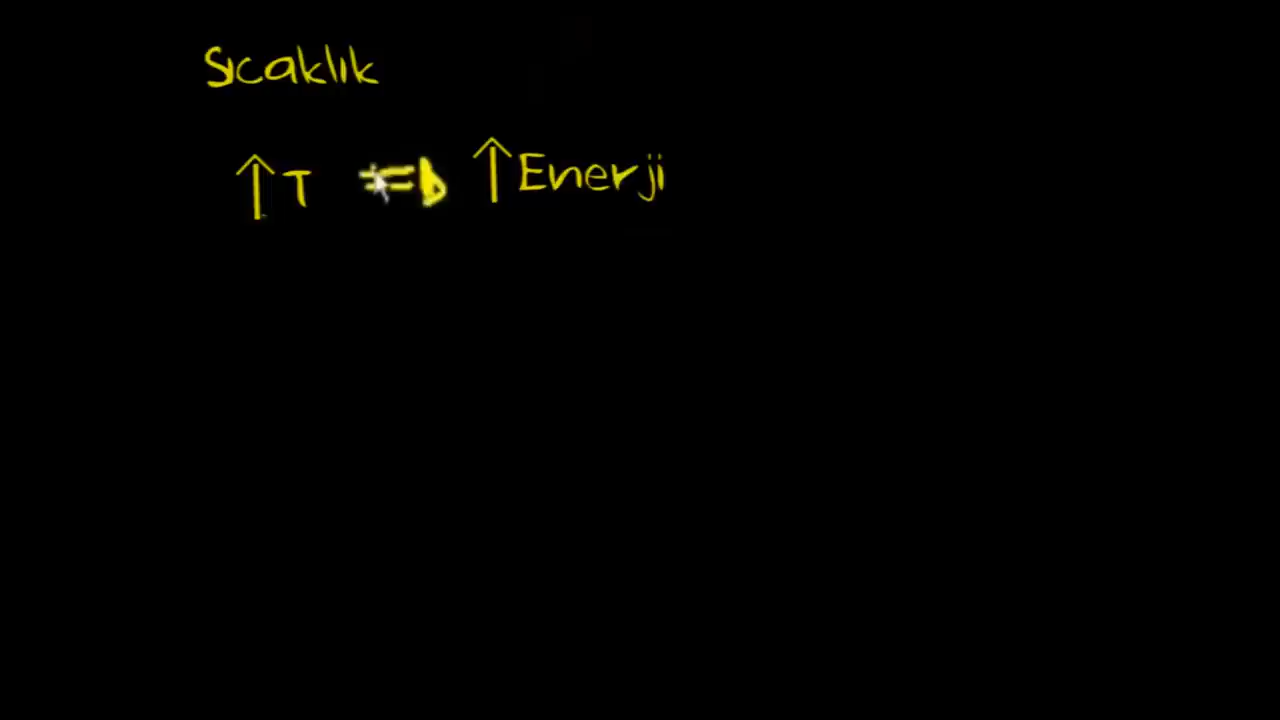 Sıcaklık
↑T ⇒ ↑Enerji